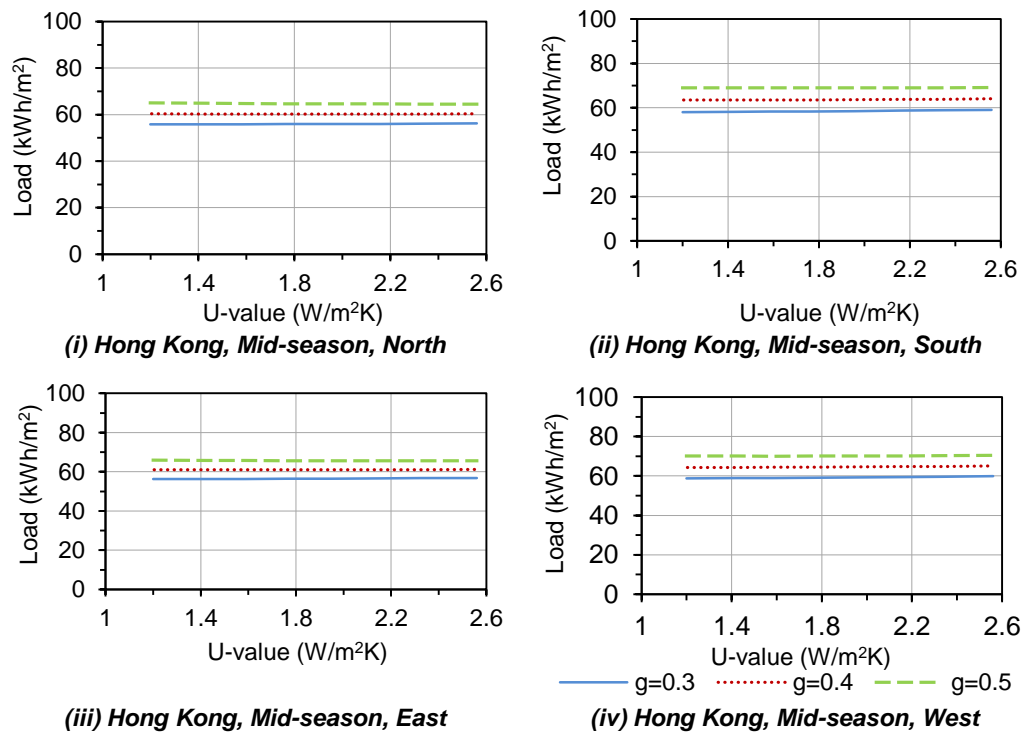 100
80
60
40
20
0
Load (kWh/m²)
1 1.4 1.8 2.2 2.6
U-value (W/m²K)
(i) Hong Kong, Mid-season, North
100
80
60
40
20
0
Load (kWh/m²)
1 1.4 1.8 2.2 2.6
U-value (W/m²K)
(ii) Hong Kong, Mid-season, South
100
80
60
40
20
0
Load (kWh/m²)
1 1.4 1.8 2.2 2.6
U-value (W/m²K)
(iii) Hong Kong, Mid-season, East
100
80
60
40
20
0
Load (kWh/m²)
1 1.4 1.8 2.2 2.6
U-value (W/m²K)
g=0.3 g=0.4 g=0.5
(iv) Hong Kong, Mid-season, West